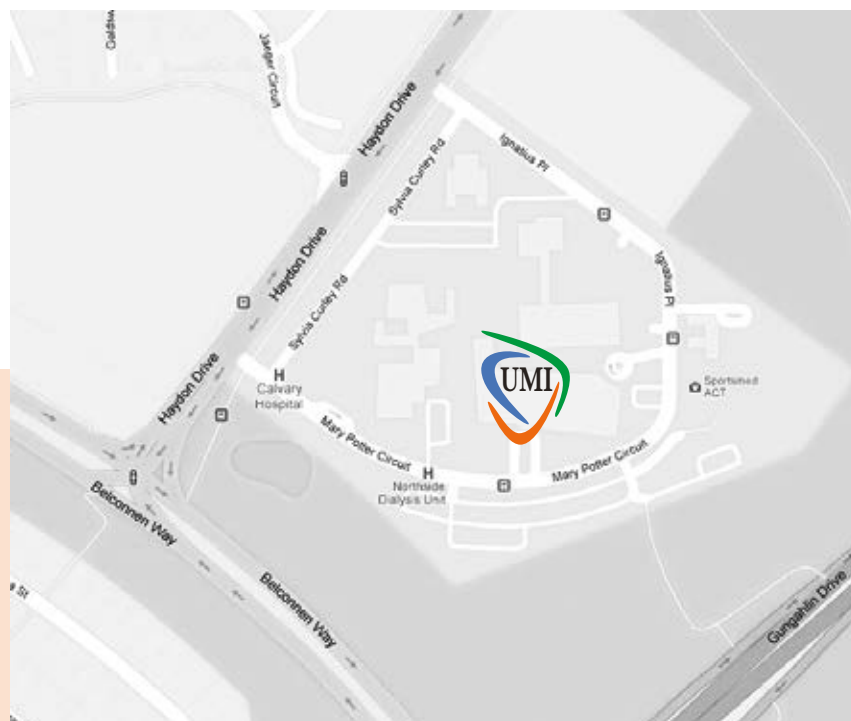 Jaeger Circuit
Haydon Drive
Ignatius Pl
Sylvia Curley Rd
Haydon Drive
Ignatius Pl
Sylvia Curley Rd
UMI
Haydon Drive
H
Calvary
Hospital
Sportsmed
ACT
Mary Potter Circuit
H
Northside
Dialysis Unit
Mary Potter Circuit
Belconnen Way
Belconnen Way
Gungahlin Drive